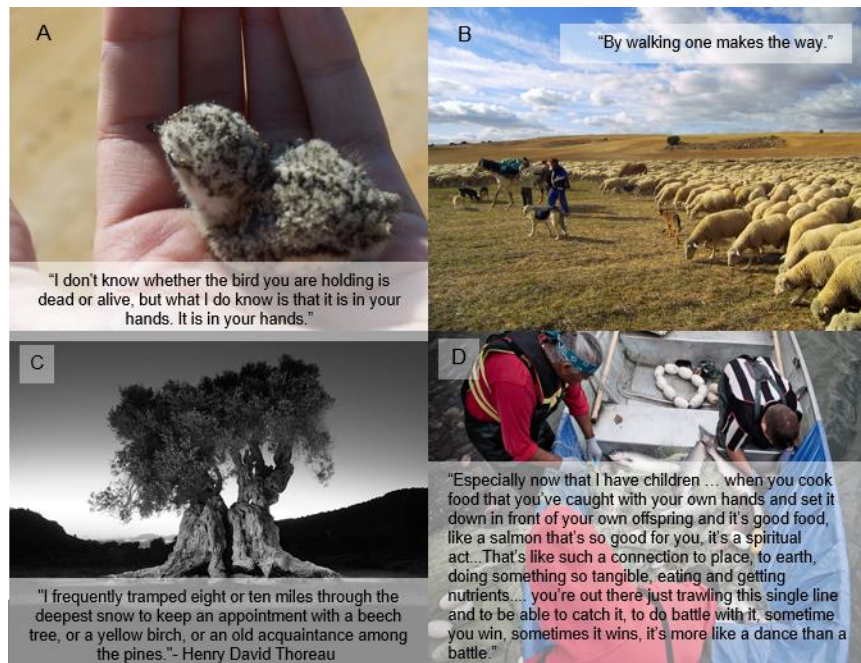 A
“I don’t know whether the bird you are holding is
dead or alive, but what I do know is that it is in your
hands. It is in your hands.”
B
“By walking one makes the way.”
C
"I frequently tramped eight or ten miles through the
deepest snow to keep an appointment with a beech
tree, or a yellow birch, or an old acquaintance among
the pines."- Henry David Thoreau
D
“Especially now that I have children … when you cook
food that you’ve caught with your own hands and set it
down in front of your own offspring and it’s good food,
like a salmon that’s so good for you, it’s a spiritual
act...That’s like such a connection to place, to earth,
doing something so tangible, eating and getting
nutrients.... you’re out there just trawling this single line
and to be able to catch it, to do battle with it, sometime
you win, sometimes it wins, it’s more like a dance than a
battle.”